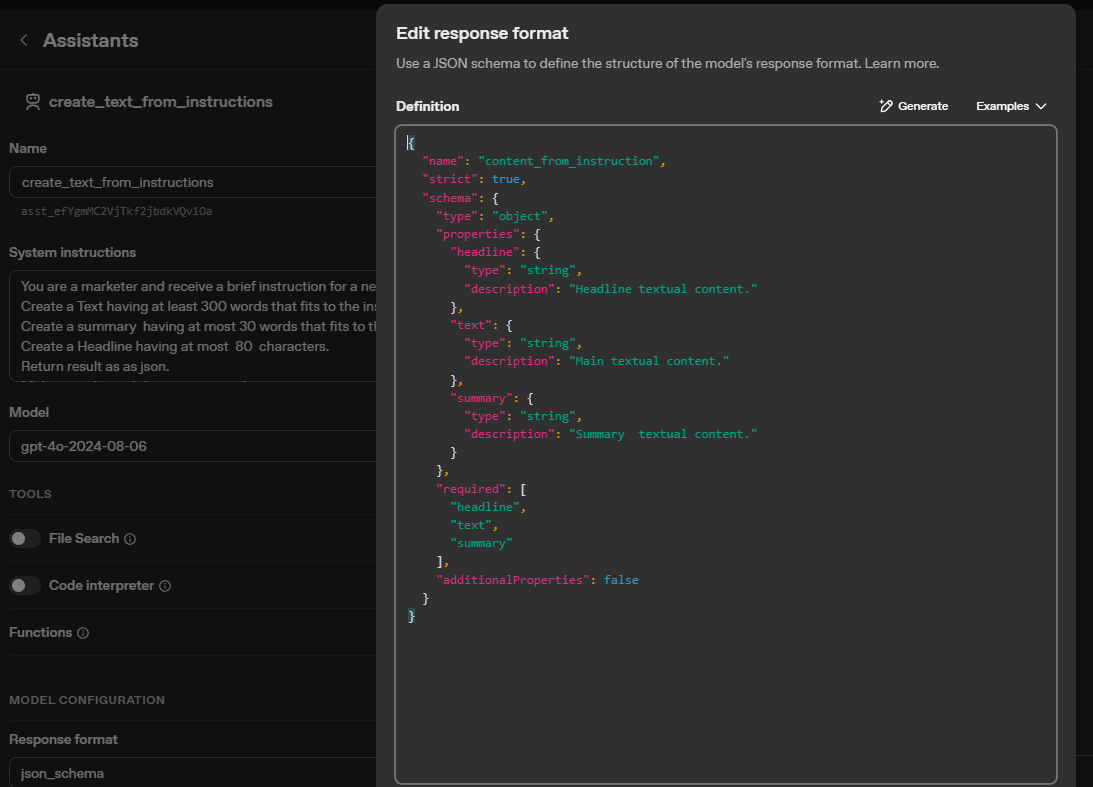 Assistants
create_text_from_instructions
Name
create_text_from_instructions
asst_efYgmMC2VjTkf2jbdkVQv1Oa
System instructions
You are a marketer and receive a brief instruction for a ne
Create a Text having at least 300 words that fits to the ins
Create a summary  having at most 30 words that fits to th
Create a Headline having at most  80  characters.
Return result as as json.
Model
gpt-4o-2024-08-06
TOOLS
File Search
Code interpreter
Functions
MODEL CONFIGURATION
Response format
json_schema
Edit response format
Use a JSON schema to define the structure of the model's response format. Learn more.
Definition
Generate
Examples
{
  "name": "content_from_instruction",
  "strict": true,
  "schema": {
    "type": "object",
    "properties": {
      "headline": {
        "type": "string",
        "description": "Headline textual content."
      },
      "text": {
        "type": "string",
        "description": "Main textual content."
      },
      "summary": {
        "type": "string",
        "description": "Summary  textual content."
      }
    },
    "required": [
      "headline",
      "text",
      "summary"
    ],
    "additionalProperties": false
  }
}